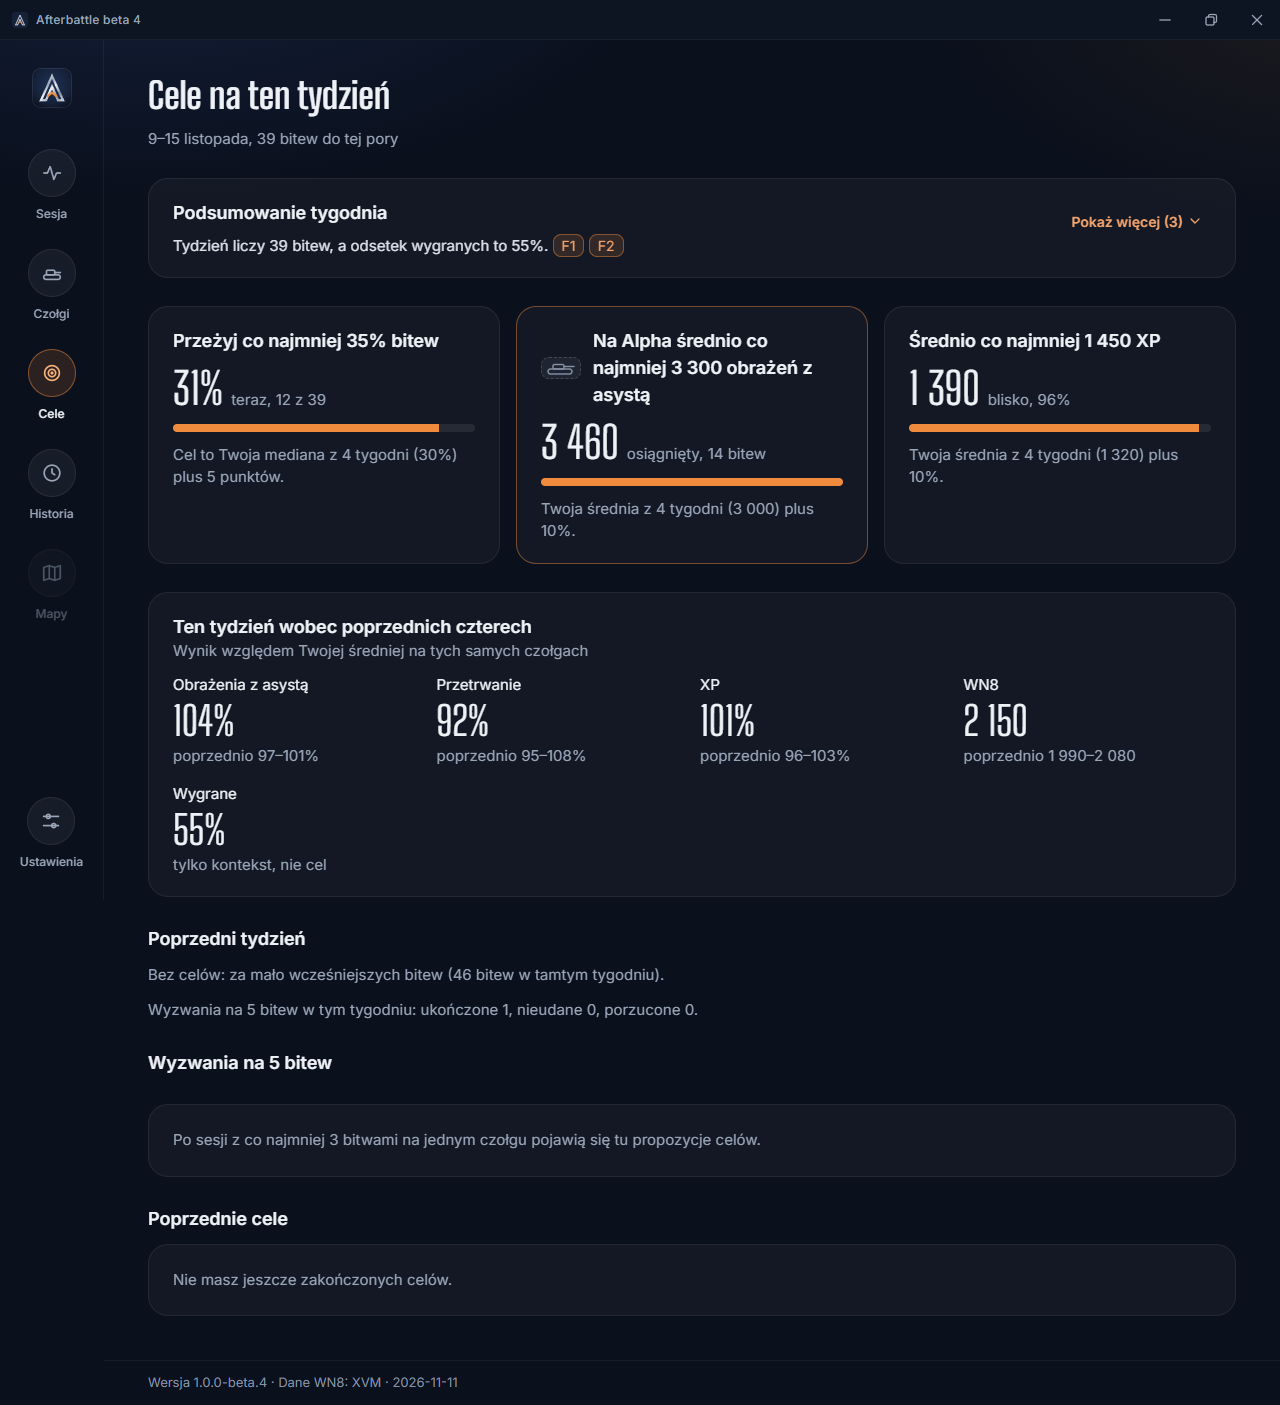 Afterbattle beta 4
Sesja
Czołgi
Cele
Historia
Mapy
Ustawienia
Cele na ten tydzień
9–15 listopada, 39 bitew do tej pory
Podsumowanie tygodnia
Tydzień liczy 39 bitew, a odsetek wygranych to 55%. F1 F2
Pokaż więcej (3)
Przeżyj co najmniej 35% bitew
31% teraz, 12 z 39
Cel to Twoja mediana z 4 tygodni (30%)
plus 5 punktów.
Na Alpha średnio co
najmniej 3 300 obrażeń z
asystą
3 460 osiągnięty, 14 bitew
Twoja średnia z 4 tygodni (3 000) plus
10%.
Średnio co najmniej 1 450 XP
1 390 blisko, 96%
Twoja średnia z 4 tygodni (1 320) plus
10%.
Ten tydzień wobec poprzednich czterech
Wynik względem Twojej średniej na tych samych czołgach
Obrażenia z asystą
104%
poprzednio 97–101%
Przetrwanie
92%
poprzednio 95–108%
XP
101%
poprzednio 96–103%
WN8
2 150
poprzednio 1 990–2 080
Wygrane
55%
tylko kontekst, nie cel
Poprzedni tydzień
Bez celów: za mało wcześniejszych bitew (46 bitew w tamtym tygodniu).
Wyzwania na 5 bitew w tym tygodniu: ukończone 1, nieudane 0, porzucone 0.
Wyzwania na 5 bitew
Po sesji z co najmniej 3 bitwami na jednym czołgu pojawią się tu propozycje celów.
Poprzednie cele
Nie masz jeszcze zakończonych celów.
Wersja 1.0.0-beta.4 · Dane WN8: XVM · 2026-11-11